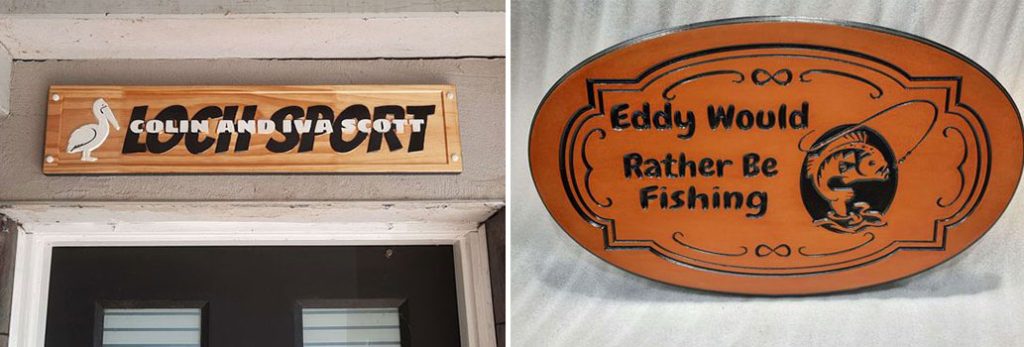 LOCH SPORT
COLIN AND IVA SCOTT
Eddy Would
Rather Be
Fishing